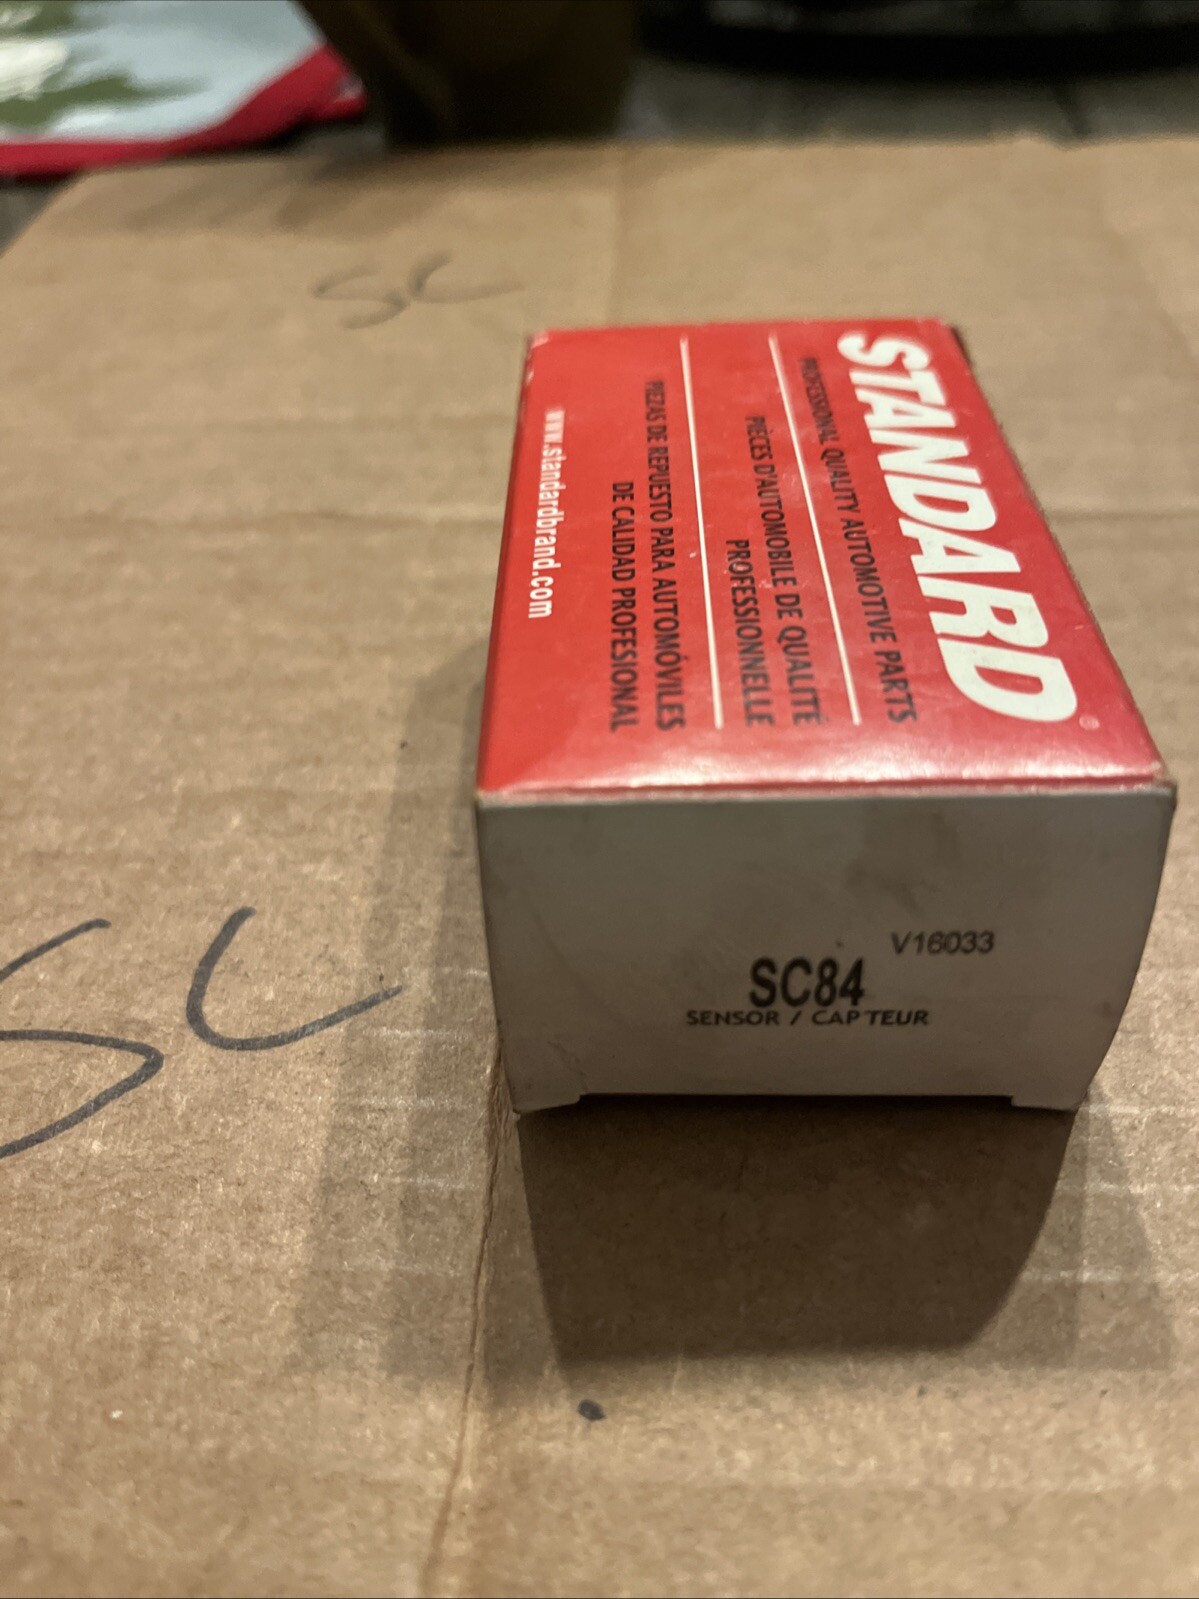 SC
STANDARD®
PROFESSIONAL QUALITY AUTOMOTIVE PARTS
PIÈCES D'AUTOMOBILE DE QUALITÉ
PROFESSIONNELLE
PIEZAS DE REPUESTO PARA AUTOMÓVILES
DE CALIDAD PROFESIONAL
www.standardbrand.com
SC
V16033
SC84
SENSOR / CAPTEUR